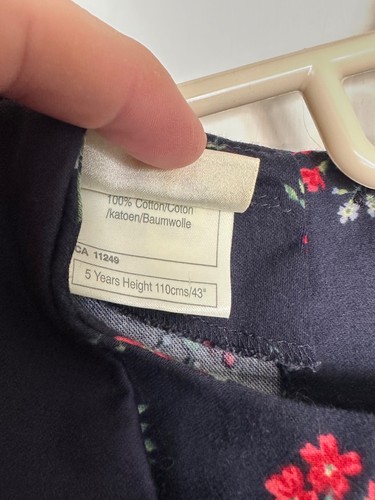 100% Cotton/Coton
/katoen/Baumwolle
CA 11249
5 Years Height 110cms/43"